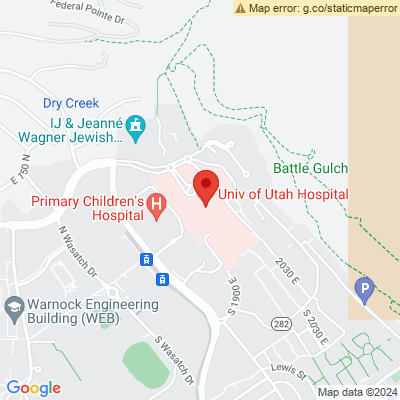 Map error: g.co/staticmaperror
Federal Pointe Dr
Dry Creek
IJ & Jeanné
Wagner Jewish...
E 750 N
Battle Gulch
Primary Children's
Hospital
H
Univ of Utah Hospital
N Wasatch Dr
2030 E
S 1900 E
P
Warnock Engineering
Building (WEB)
282
S 2030 E
S Wasatch Dr
Lewis St
Google
Map data ©2024